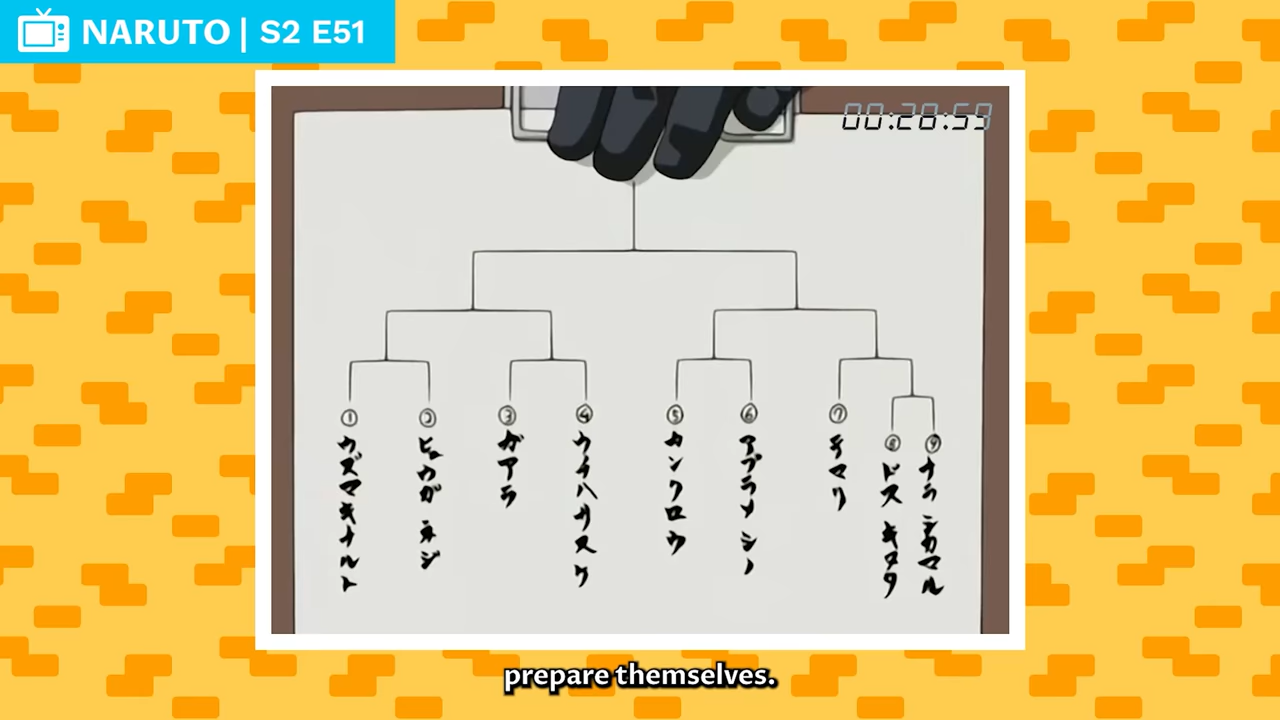 NARUTO | S2 E51
00:28:59
① ウズマキナルト
② ヒュウガ ネジ
③ ガアラ
④ ウチハサスケ
⑤ カンクロウ
⑥ アブラメ シノ
⑦ テマリ
⑧ ドス キヌタ
⑨ ナラ シカマル
prepare themselves.